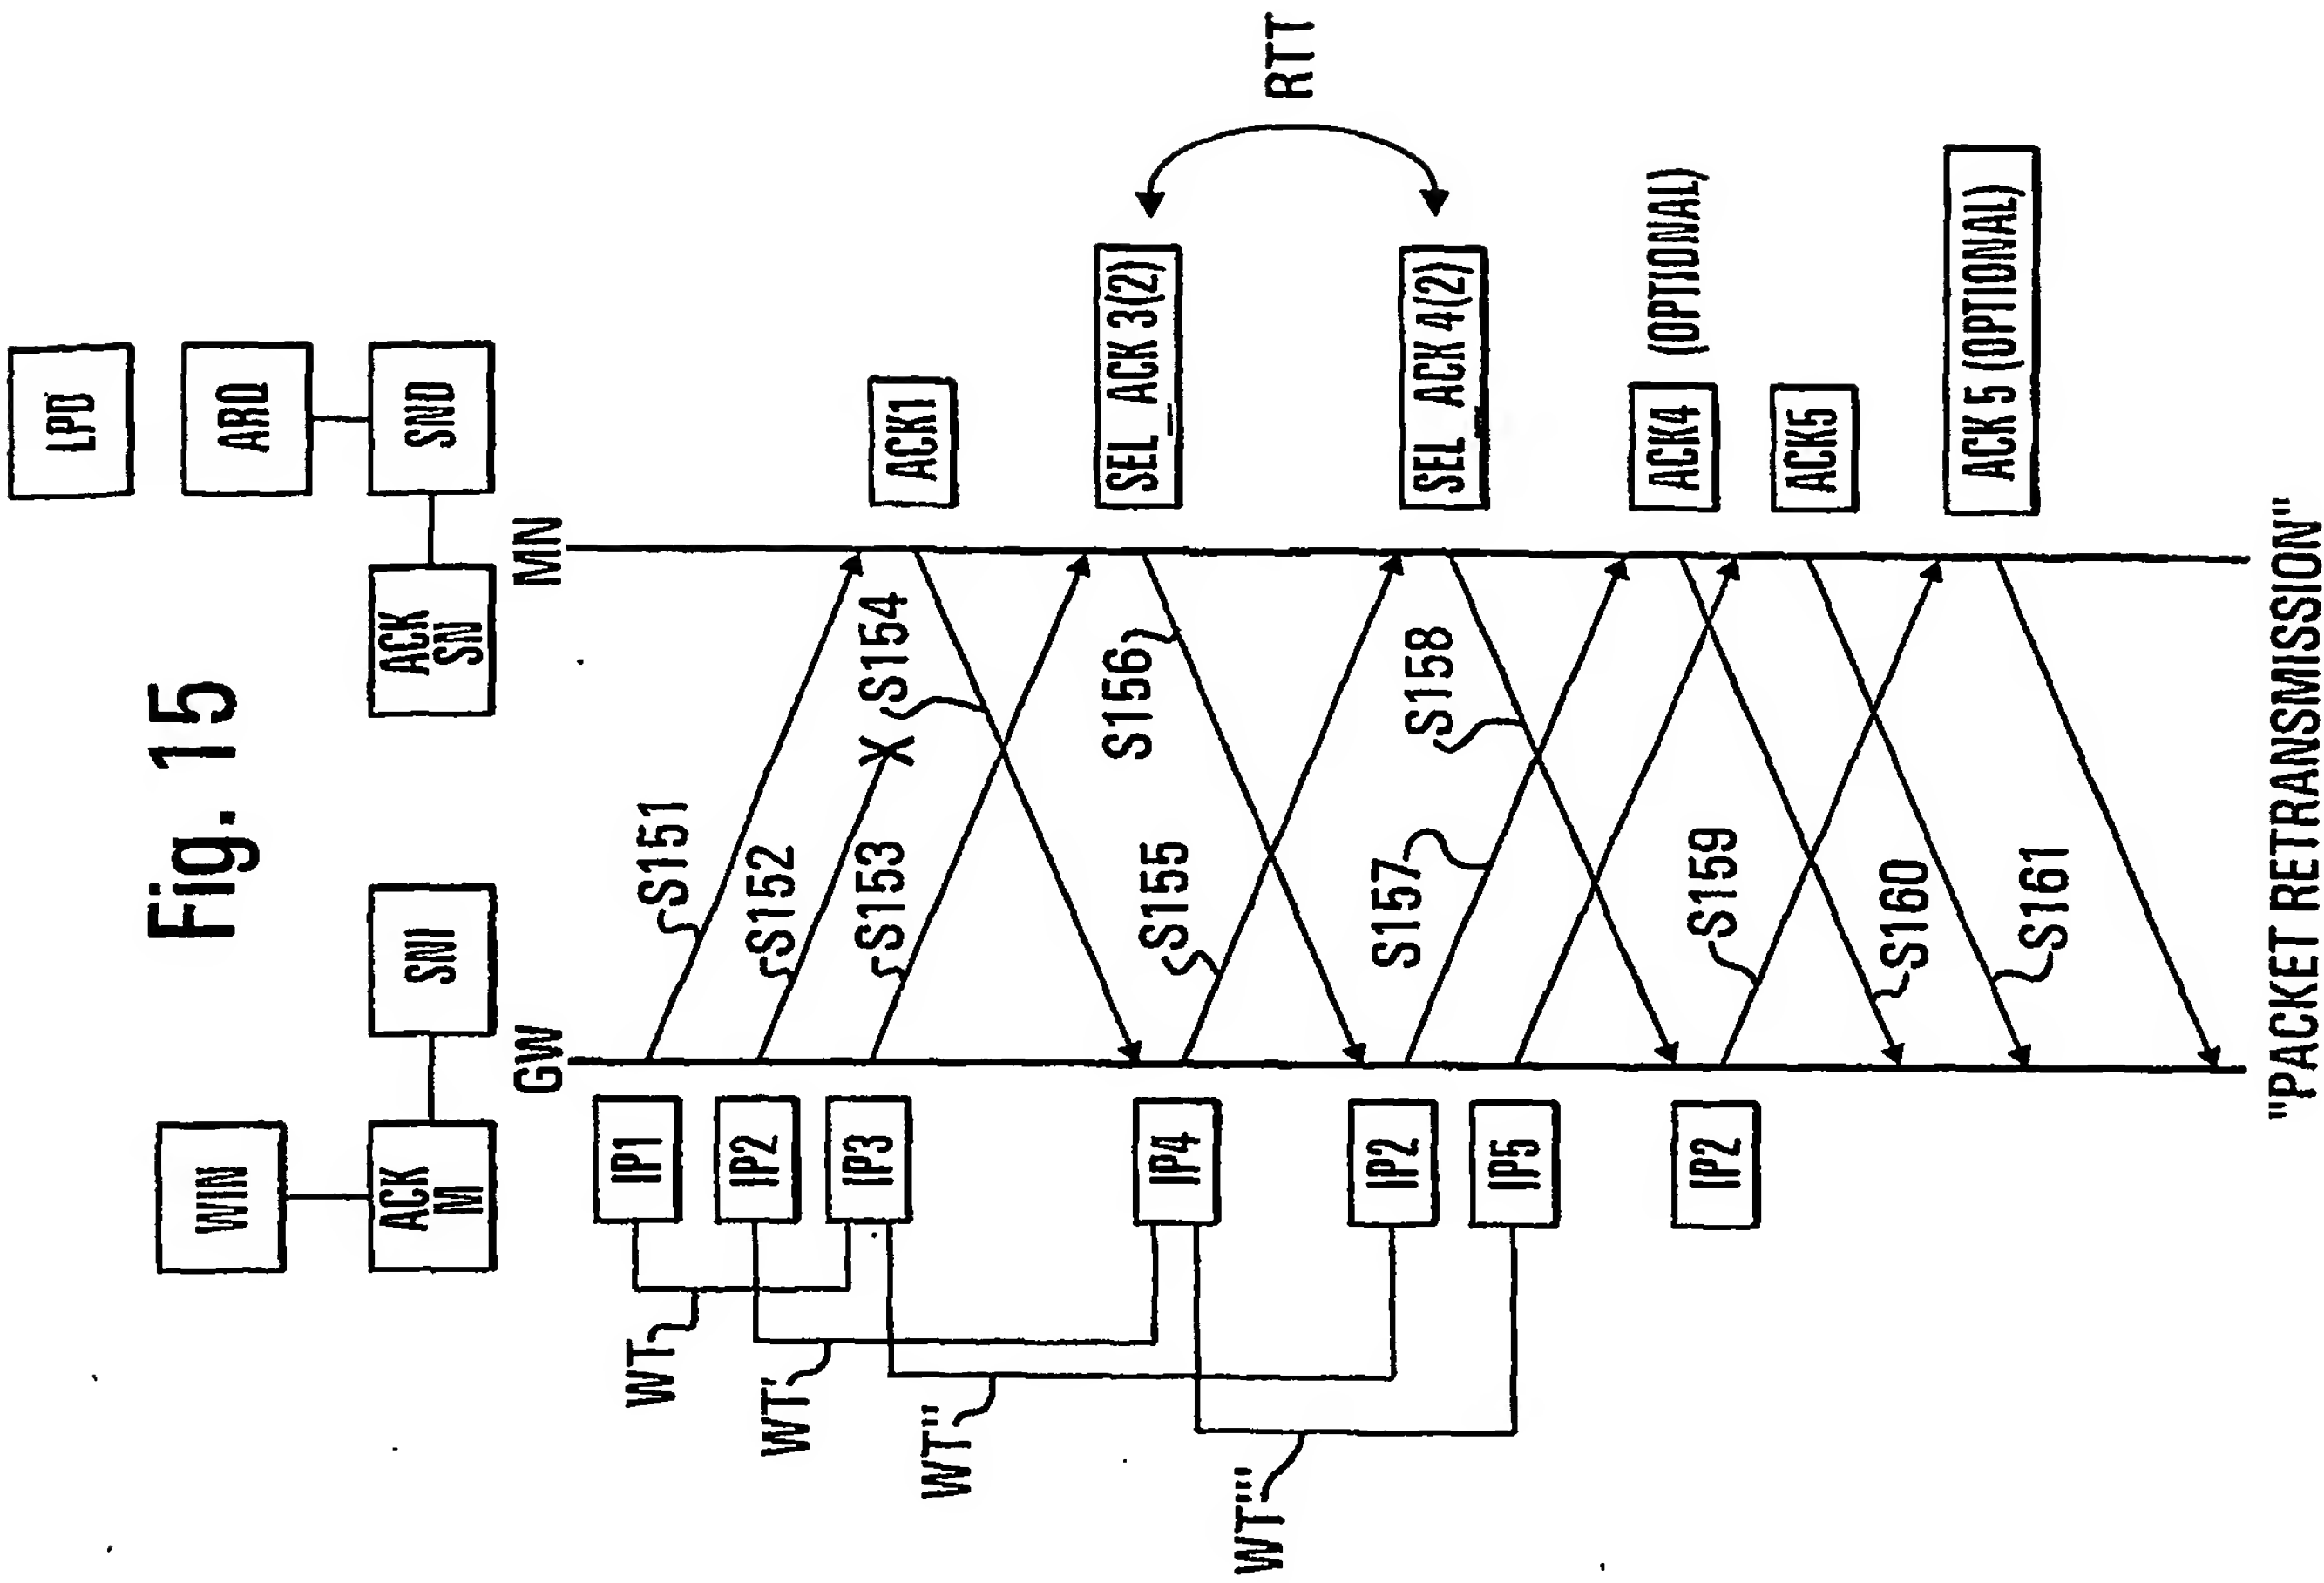 Fig. 15
LPD
WIN
ARQ
ACK
M
SNI
ACK
SN
SND
GW
MN
IP1
S151
WT
IP2
S152
WT'
IP3
S153
X
S154
ACK1
WT"
IP4
S155
S156
SEL_ACK 3(2)
RTT
WT"'
IP2
S157
S158
SEL_ACK 4(2)
IP5
ACK4
(OPTIONAL)
IP2
S159
ACK5
S160
S161
ACK 5 (OPTIONAL)
"PACKET RETRANSMISSION"